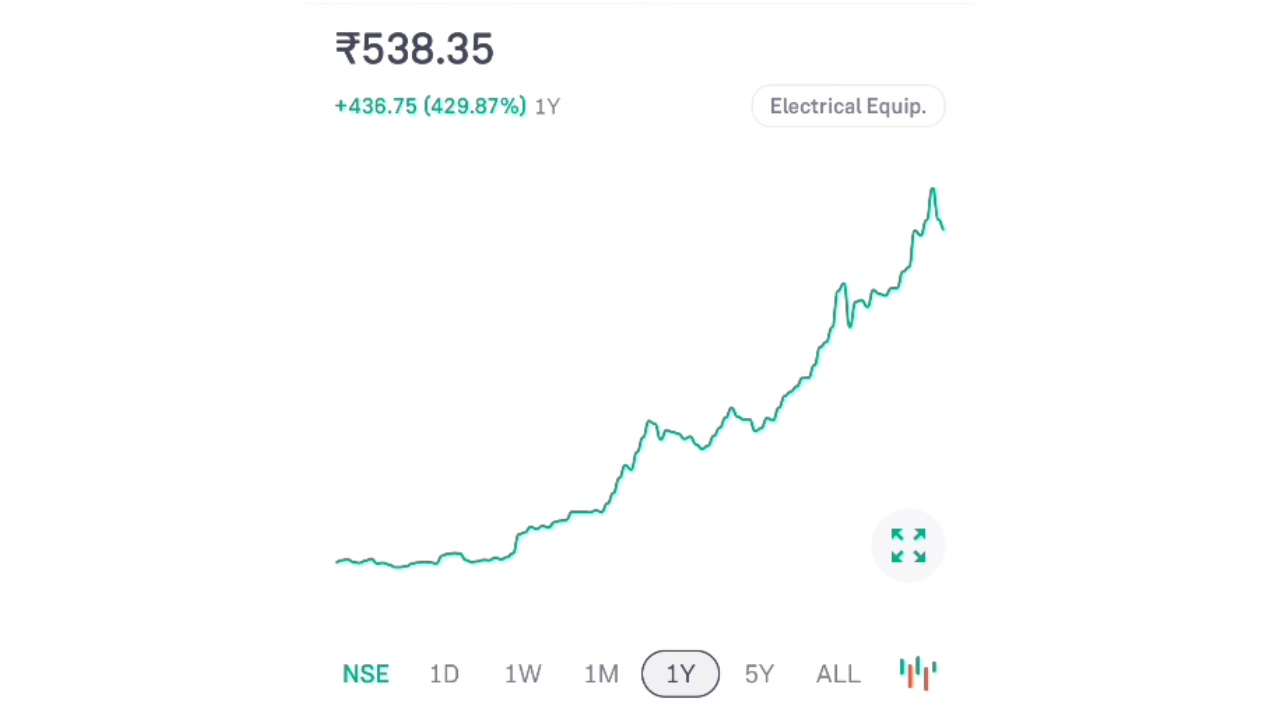 ₹538.35
+436.75 (429.87%) 1Y
Electrical Equip.
NSE 1D 1W 1M 1Y 5Y ALL